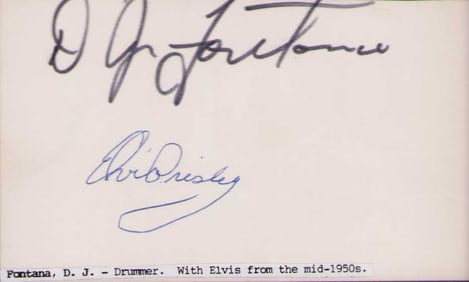 D J Fontana
Elvis Presley
Fontana, D. J. - Drummer. With Elvis from the mid-1950s.